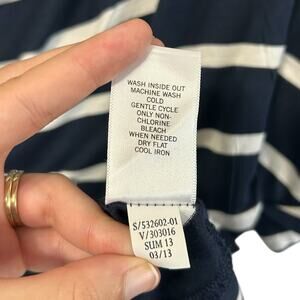 WASH INSIDE OUT
MACHINE WASH
COLD
GENTLE CYCLE
ONLY NON-
CHLORINE
BLEACH
WHEN NEEDED
DRY FLAT
COOL IRON
S/532602-01
V/303016
SUM 13
03/13